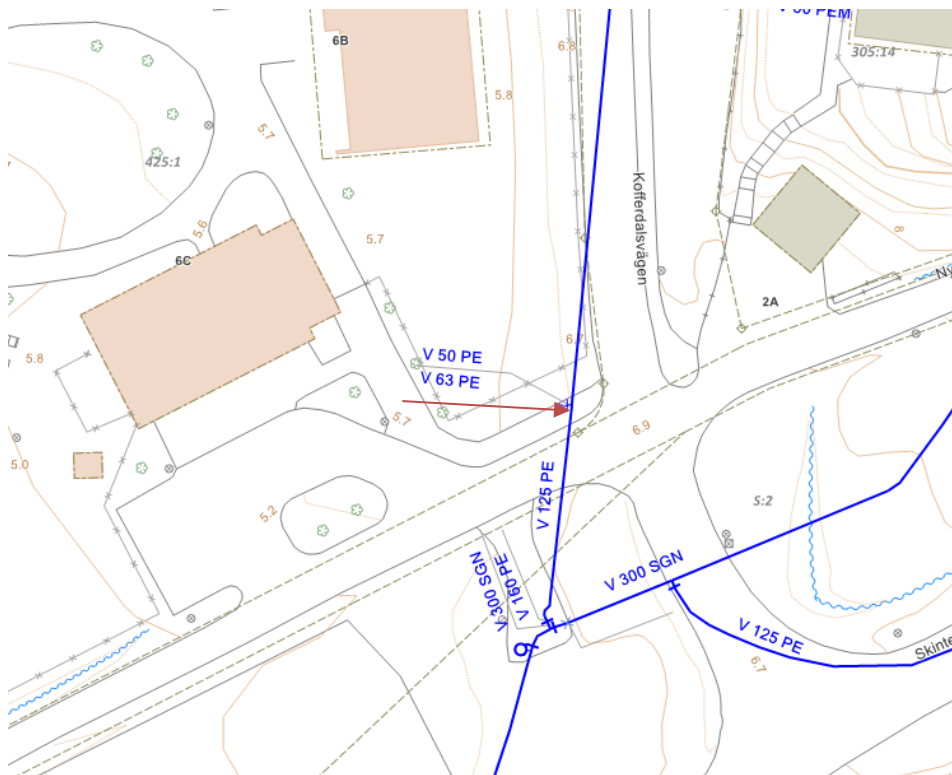 V 50 PEM
6B
6.8
305:14
5.8
5.7
425:1
Kofferdalsvägen
5.6
5.7
8
6C
Ny
2A
5.8
V 50 PE
V 63 PE
5.7
6.9
5.0
V 125 PE
5.2
S:2
V 300 SGN
V 160 PE
V 300 SGN
V 125 PE
6.7
Skinte